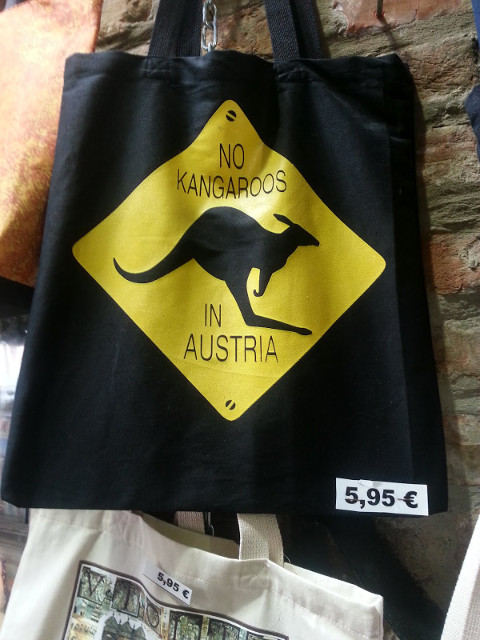 NO
KANGAROOS
IN
AUSTRIA
5,95 €
5,95 €